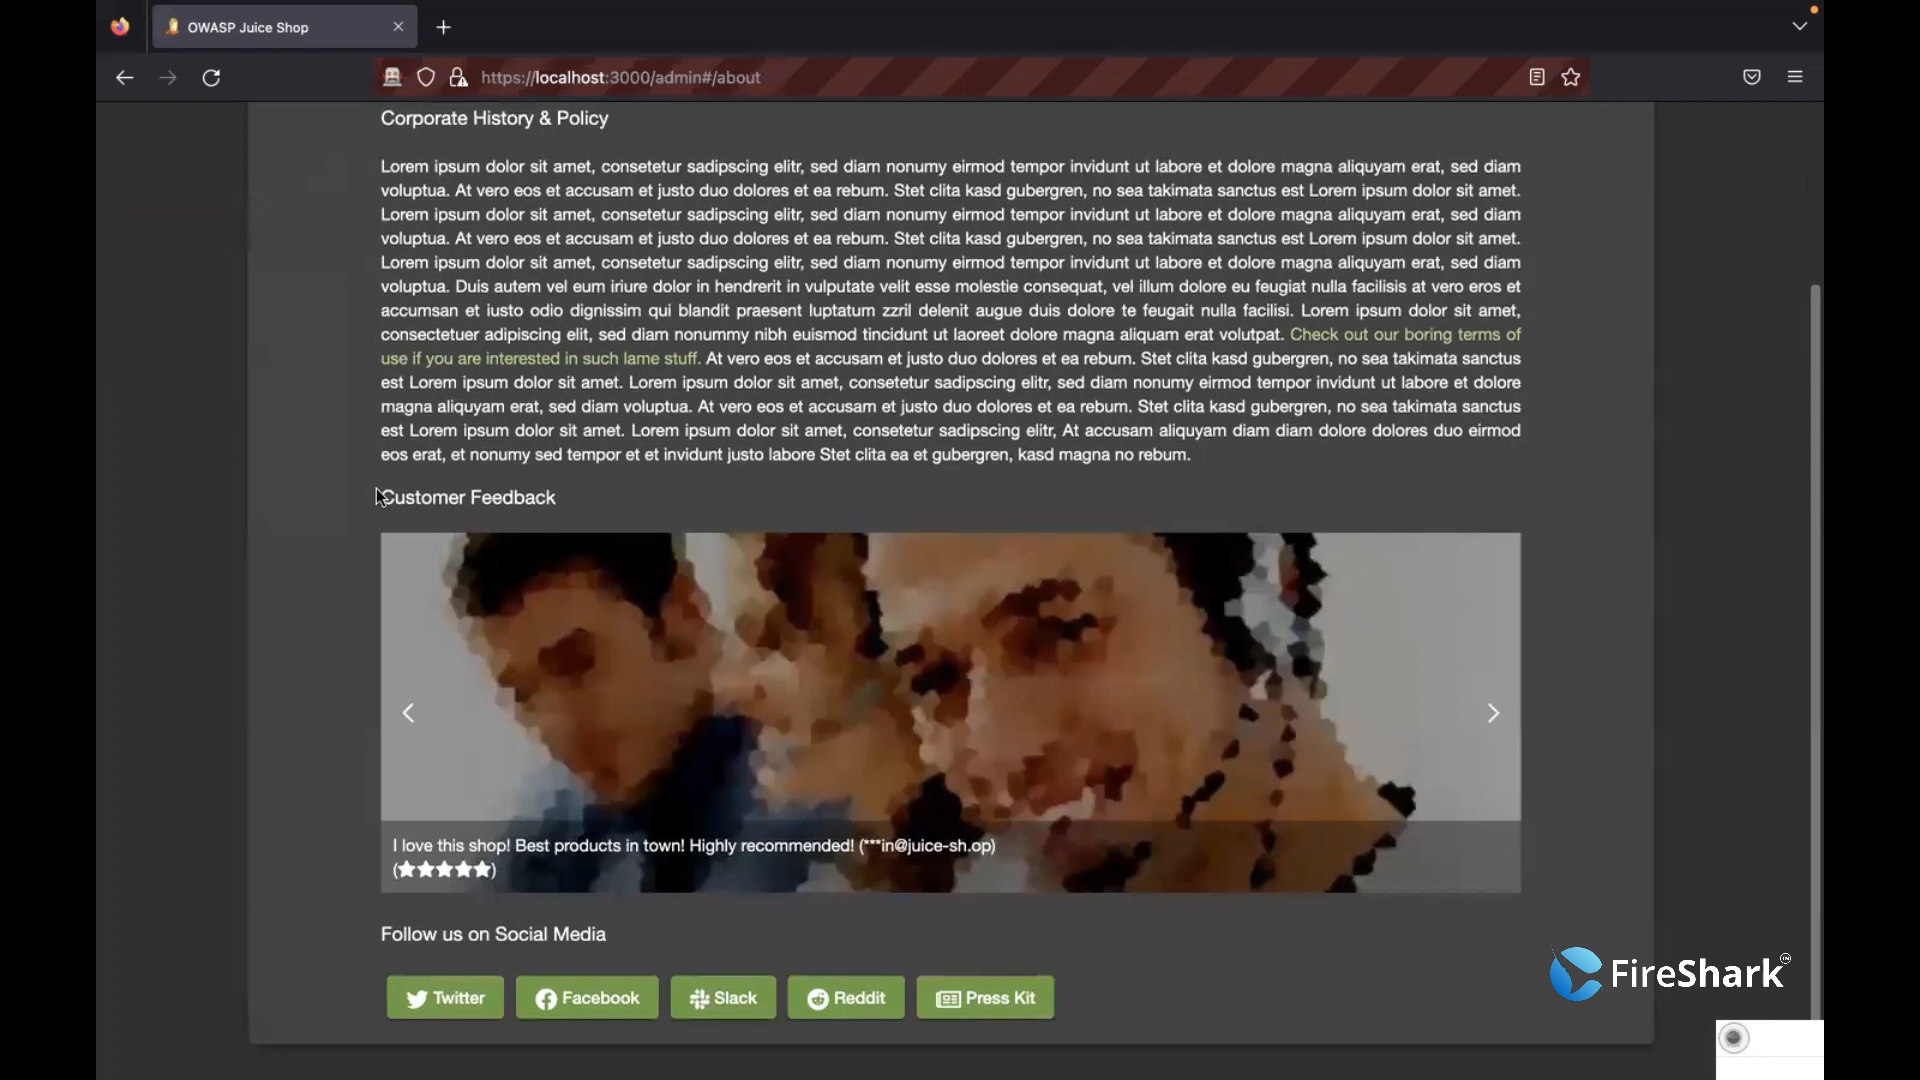 OWASP Juice Shop
https://localhost:3000/admin#/about
Corporate History & Policy
Lorem ipsum dolor sit amet, consetetur sadipscing elitr, sed diam nonumy eirmod tempor invidunt ut labore et dolore magna aliquyam erat, sed diam
voluptua. At vero eos et accusam et justo duo dolores et ea rebum. Stet clita kasd gubergren, no sea takimata sanctus est Lorem ipsum dolor sit amet.
Lorem ipsum dolor sit amet, consetetur sadipscing elitr, sed diam nonumy eirmod tempor invidunt ut labore et dolore magna aliquyam erat, sed diam
voluptua. At vero eos et accusam et justo duo dolores et ea rebum. Stet clita kasd gubergren, no sea takimata sanctus est Lorem ipsum dolor sit amet.
Lorem ipsum dolor sit amet, consetetur sadipscing elitr, sed diam nonumy eirmod tempor invidunt ut labore et dolore magna aliquyam erat, sed diam
voluptua. Duis autem vel eum iriure dolor in hendrerit in vulputate velit esse molestie consequat, vel illum dolore eu feugiat nulla facilisis at vero eros et
accumsan et iusto odio dignissim qui blandit praesent luptatum zzril delenit augue duis dolore te feugait nulla facilisi. Lorem ipsum dolor sit amet,
consectetuer adipiscing elit, sed diam nonummy nibh euismod tincidunt ut laoreet dolore magna aliquam erat volutpat. Check out our boring terms of
use if you are interested in such lame stuff. At vero eos et accusam et justo duo dolores et ea rebum. Stet clita kasd gubergren, no sea takimata sanctus
est Lorem ipsum dolor sit amet. Lorem ipsum dolor sit amet, consetetur sadipscing elitr, sed diam nonumy eirmod tempor invidunt ut labore et dolore
magna aliquyam erat, sed diam voluptua. At vero eos et accusam et justo duo dolores et ea rebum. Stet clita kasd gubergren, no sea takimata sanctus
est Lorem ipsum dolor sit amet. Lorem ipsum dolor sit amet, consetetur sadipscing elitr, At accusam aliquyam diam diam dolore dolores duo eirmod
eos erat, et nonumy sed tempor et et invidunt justo labore Stet clita ea et gubergren, kasd magna no rebum.
Customer Feedback
I love this shop! Best products in town! Highly recommended! (***in@juice-sh.op)
(★★★★★)
Follow us on Social Media
Twitter Facebook Slack Reddit Press Kit
FireShark